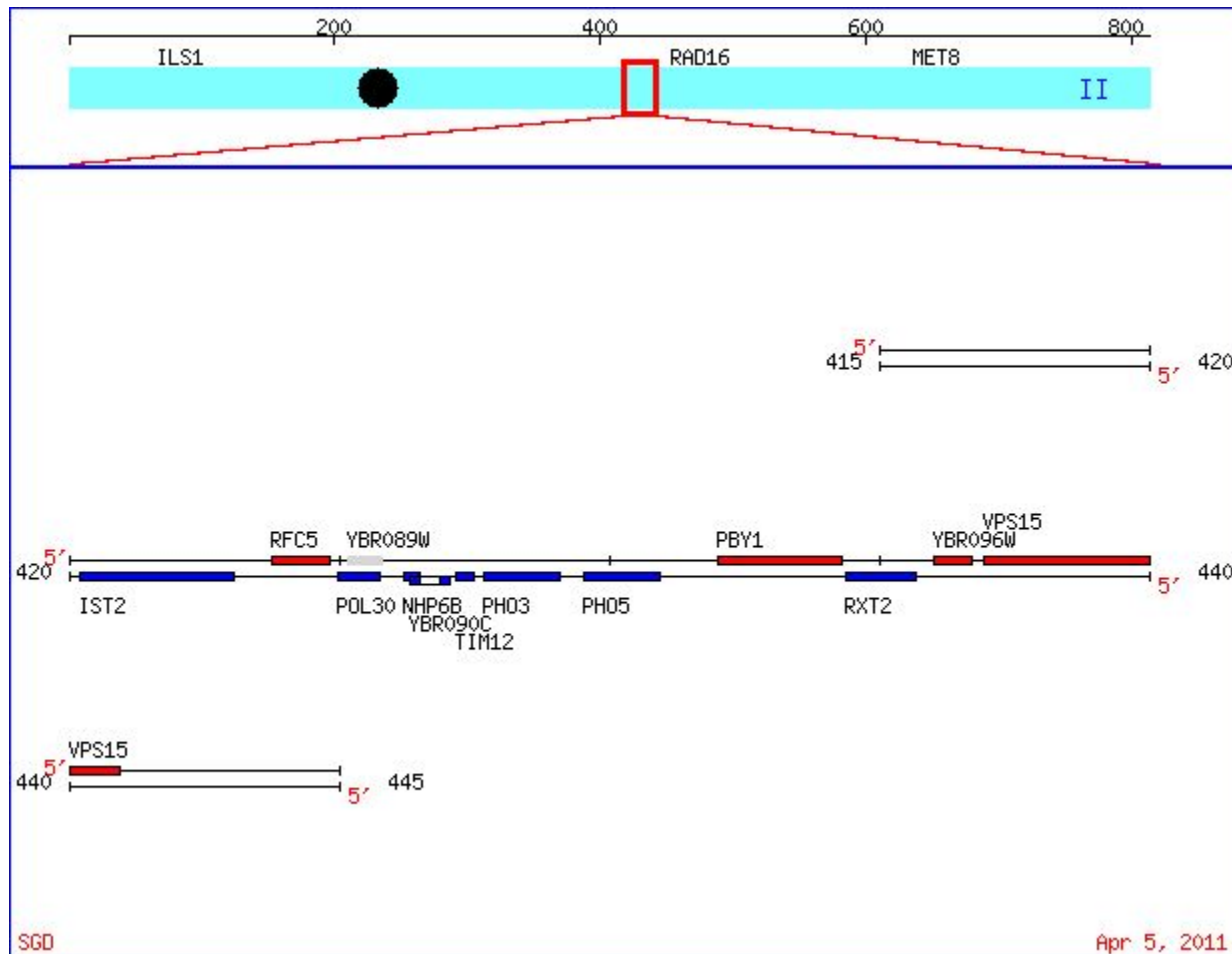 200 400 600 800
ILS1 RAD16 MET8
II
5′
415 420
5′
VPS15
RFC5 YBR089W PBY1 YBR096W
5′
420 440
5′
IST2 POL30 NHP6B PHO3 PHO5 RXT2
YBR090C
TIM12
VPS15
5′
440 445
5′
SGD Apr 5, 2011